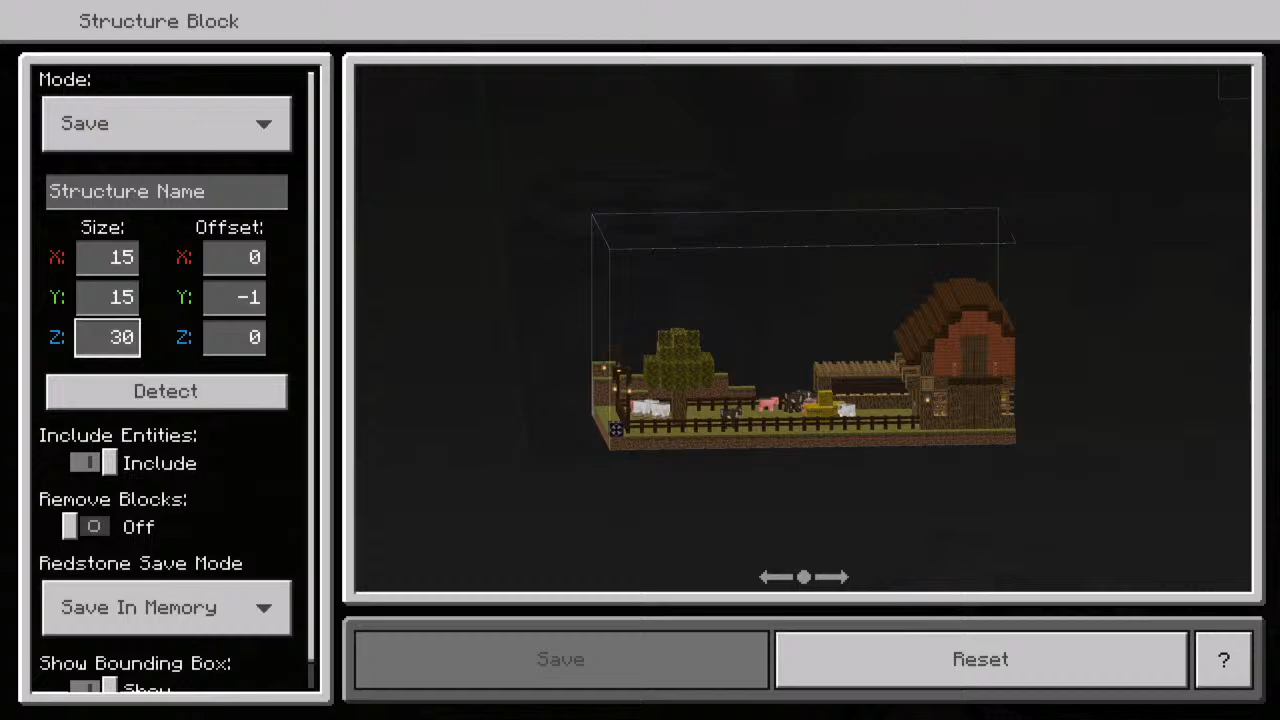 Structure Block
Mode:
Save
Structure Name
Size: Offset:
X: 15 X: 0
Y: 15 Y: -1
Z: 30 Z: 0
Detect
Include Entities:
Include
Remove Blocks:
Off
Redstone Save Mode
Save In Memory
Show Bounding Box:
Show
Save Reset ?